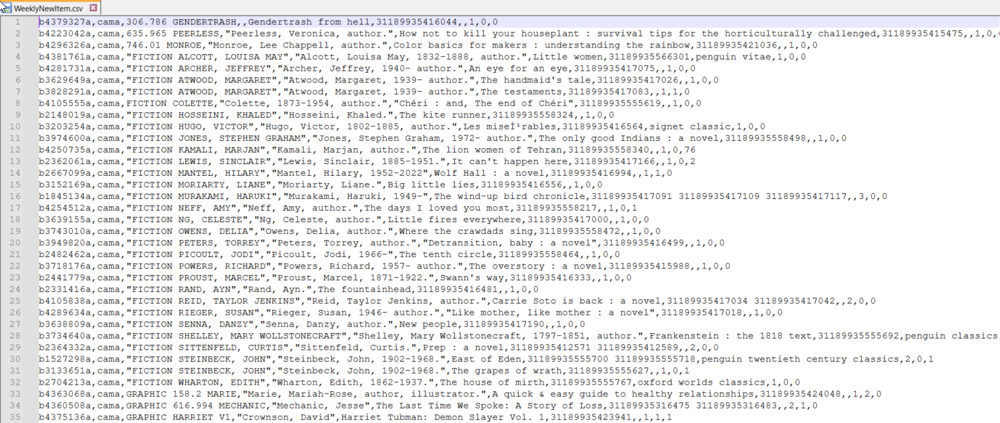 WeeklyNewItem.csv
1 b4379327a,cama,306.786 GENDERTRASH,,Gendertrash from hell,31189935416044,,1,0,0
2 b4223042a,cama,635.965 PEERLESS,"Peerless, Veronica, author.",How not to kill your houseplant : survival tips for the horticulturally challenged,31189935415475,,1,0,
3 b4296326a,cama,746.01 MONROE,"Monroe, Lee Chappell, author.",Color basics for makers : understanding the rainbow,31189935421036,,1,0,0
4 b4381761a,cama,"FICTION ALCOTT, LOUISA MAY","Alcott, Louisa May, 1832-1888, author.",Little women,31189935566301,penguin vitae,1,0,0
5 b4281731a,cama,"FICTION ARCHER, JEFFREY","Archer, Jeffrey, 1940- author.",An eye for an eye,31189935417075,,1,0,0
6 b3629649a,cama,"FICTION ATWOOD, MARGARET","Atwood, Margaret, 1939- author.",The handmaid's tale,31189935417026,,1,0,0
7 b3828291a,cama,"FICTION ATWOOD, MARGARET","Atwood, Margaret, 1939- author.",The testaments,31189935417083,,1,1,0
8 b4105555a,cama,FICTION COLETTE,"Colette, 1873-1954, author.","Chéri : and, The end of Chéri",31189935555619,,1,0,0
9 b2148019a,cama,"FICTION HOSSEINI, KHALED","Hosseini, Khaled.",The kite runner,31189935558324,,1,0,0
10 b3203254a,cama,"FICTION HUGO, VICTOR","Hugo, Victor, 1802-1885, author.",Les miseÌ¹rables,31189935416564,signet classic,1,0,0
11 b3974600a,cama,"FICTION JONES, STEPHEN GRAHAM","Jones, Stephen Graham, 1972- author.",The only good Indians : a novel,31189935558498,,1,0,0
12 b4250735a,cama,"FICTION KAMALI, MARJAN","Kamali, Marjan, author.",The lion women of Tehran,31189935558340,,1,0,76
13 b2362061a,cama,"FICTION LEWIS, SINCLAIR","Lewis, Sinclair, 1885-1951.",It can't happen here,31189935417166,,1,0,2
14 b2667099a,cama,"FICTION MANTEL, HILARY","Mantel, Hilary, 1952-2022",Wolf Hall : a novel,31189935416994,,1,1,0
15 b3152169a,cama,"FICTION MORIARTY, LIANE","Moriarty, Liane.",Big little lies,31189935416556,,1,0,0
16 b1845134a,cama,"FICTION MURAKAMI, HARUKI","Murakami, Haruki, 1949-",The wind-up bird chronicle,31189935417091 31189935417109 31189935417117,,3,0,0
17 b4254512a,cama,"FICTION NEFF, AMY","Neff, Amy, author.",The days I loved you most,31189935558217,,1,0,1
18 b3639155a,cama,"FICTION NG, CELESTE","Ng, Celeste, author.",Little fires everywhere,31189935417000,,1,0,0
19 b3743010a,cama,"FICTION OWENS, DELIA","Owens, Delia, author.",Where the crawdads sing,31189935558472,,1,0,0
20 b3949820a,cama,"FICTION PETERS, TORREY","Peters, Torrey, author.","Detransition, baby : a novel",31189935416499,,1,0,0
21 b2482462a,cama,"FICTION PICOULT, JODI","Picoult, Jodi, 1966-",The tenth circle,31189935558464,,1,0,0
22 b3718176a,cama,"FICTION POWERS, RICHARD","Powers, Richard, 1957- author.",The overstory : a novel,31189935415988,,1,0,0
23 b2441779a,cama,"FICTION PROUST, MARCEL","Proust, Marcel, 1871-1922.",Swann's way,31189935416333,,1,0,0
24 b2331416a,cama,"FICTION RAND, AYN","Rand, Ayn.",The fountainhead,31189935416481,,1,0,0
25 b4105838a,cama,"FICTION REID, TAYLOR JENKINS","Reid, Taylor Jenkins, author.",Carrie Soto is back : a novel,31189935417034 31189935417042,,2,0,0
26 b4289634a,cama,"FICTION RIEGER, SUSAN","Rieger, Susan, 1946- author.","Like mother, like mother : a novel",31189935417018,,1,0,0
27 b3638809a,cama,"FICTION SENNA, DANZY","Senna, Danzy, author.",New people,31189935417190,,1,0,0
28 b3734640a,cama,"FICTION SHELLEY, MARY WOLLSTONECRAFT","Shelley, Mary Wollstonecraft, 1797-1851, author.",Frankenstein : the 1818 text,31189935555692,penguin classics,
29 b2364332a,cama,"FICTION SITTENFELD, CURTIS","Sittenfeld, Curtis.",Prep : a novel,31189935412571 31189935412589,,2,0,0
30 b1527298a,cama,"FICTION STEINBECK, JOHN","Steinbeck, John, 1902-1968.",East of Eden,31189935555700 31189935555718,penguin twentieth century classics,2,0,1
31 b3133651a,cama,"FICTION STEINBECK, JOHN","Steinbeck, John, 1902-1968.",The grapes of wrath,31189935555627,,1,0,1
32 b2704213a,cama,"FICTION WHARTON, EDITH","Wharton, Edith, 1862-1937.",The house of mirth,31189935555767,oxford worlds classics,1,0,0
33 b4363068a,cama,GRAPHIC 158.2 MARIE,"Marie, Mariah-Rose, author, illustrator.",A quick & easy guide to healthy relationships,31189935424048,,1,2,0
34 b4360508a,cama,GRAPHIC 616.994 MECHANIC,"Mechanic, Jesse",The Last Time We Spoke: A Story of Loss,31189935316475 31189935316483,,2,1,0
35 b4375136a,cama,GRAPHIC HARRIET V1,"Crownson, David",Harriet Tubman: Demon Slayer Vol. 1,31189935423941,,1,1,1